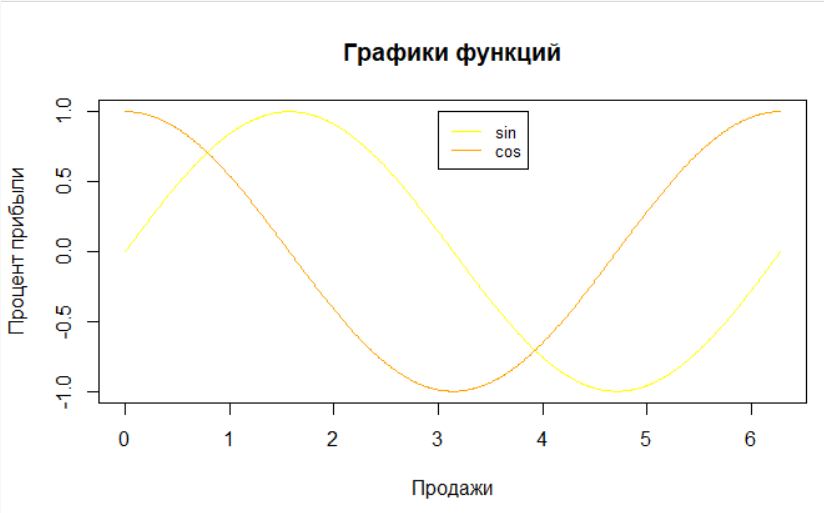 Графики функций
Процент прибыли
1.0
0.5
0.0
-0.5
-1.0
sin
cos
0 1 2 3 4 5 6
Продажи